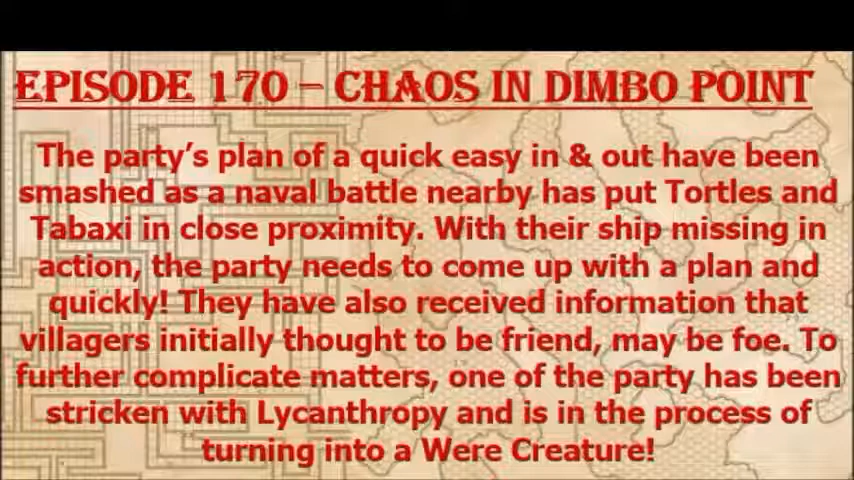 EPISODE 170 – CHAOS IN DIMBO POINT
The party’s plan of a quick easy in & out have been
smashed as a naval battle nearby has put Tortles and
Tabaxi in close proximity. With their ship missing in
action, the party needs to come up with a plan and
quickly! They have also received information that
villagers initially thought to be friend, may be foe. To
further complicate matters, one of the party has been
stricken with Lycanthropy and is in the process of
turning into a Were Creature!